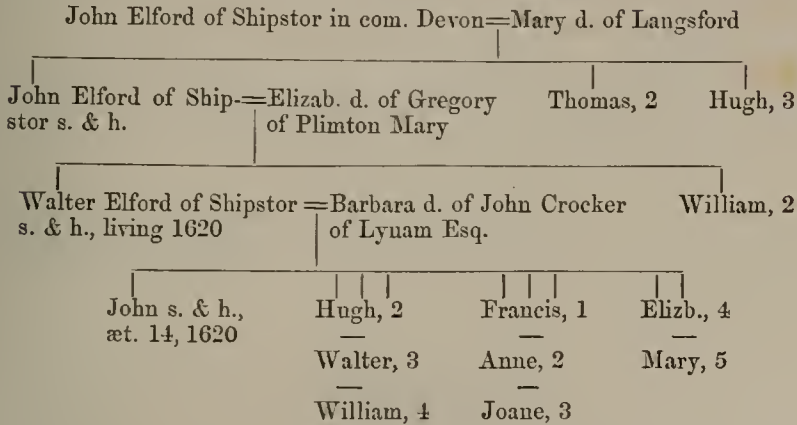 John Elford of Shipstor in com. Devon=Mary d. of Langsford
John Elford of Ship-=Elizab. d. of Gregory Thomas, 2 Hugh, 3
stor s. & h. of Plimton Mary
Walter Elford of Shipstor=Barbara d. of John Crocker William, 2
s. & h., living 1620 of Lynam Esq.
John s. & h., Hugh, 2 Francis, 1 Elizb., 4
æt. 14, 1620
Walter, 3 Anne, 2 Mary, 5
William, 4 Joane, 3